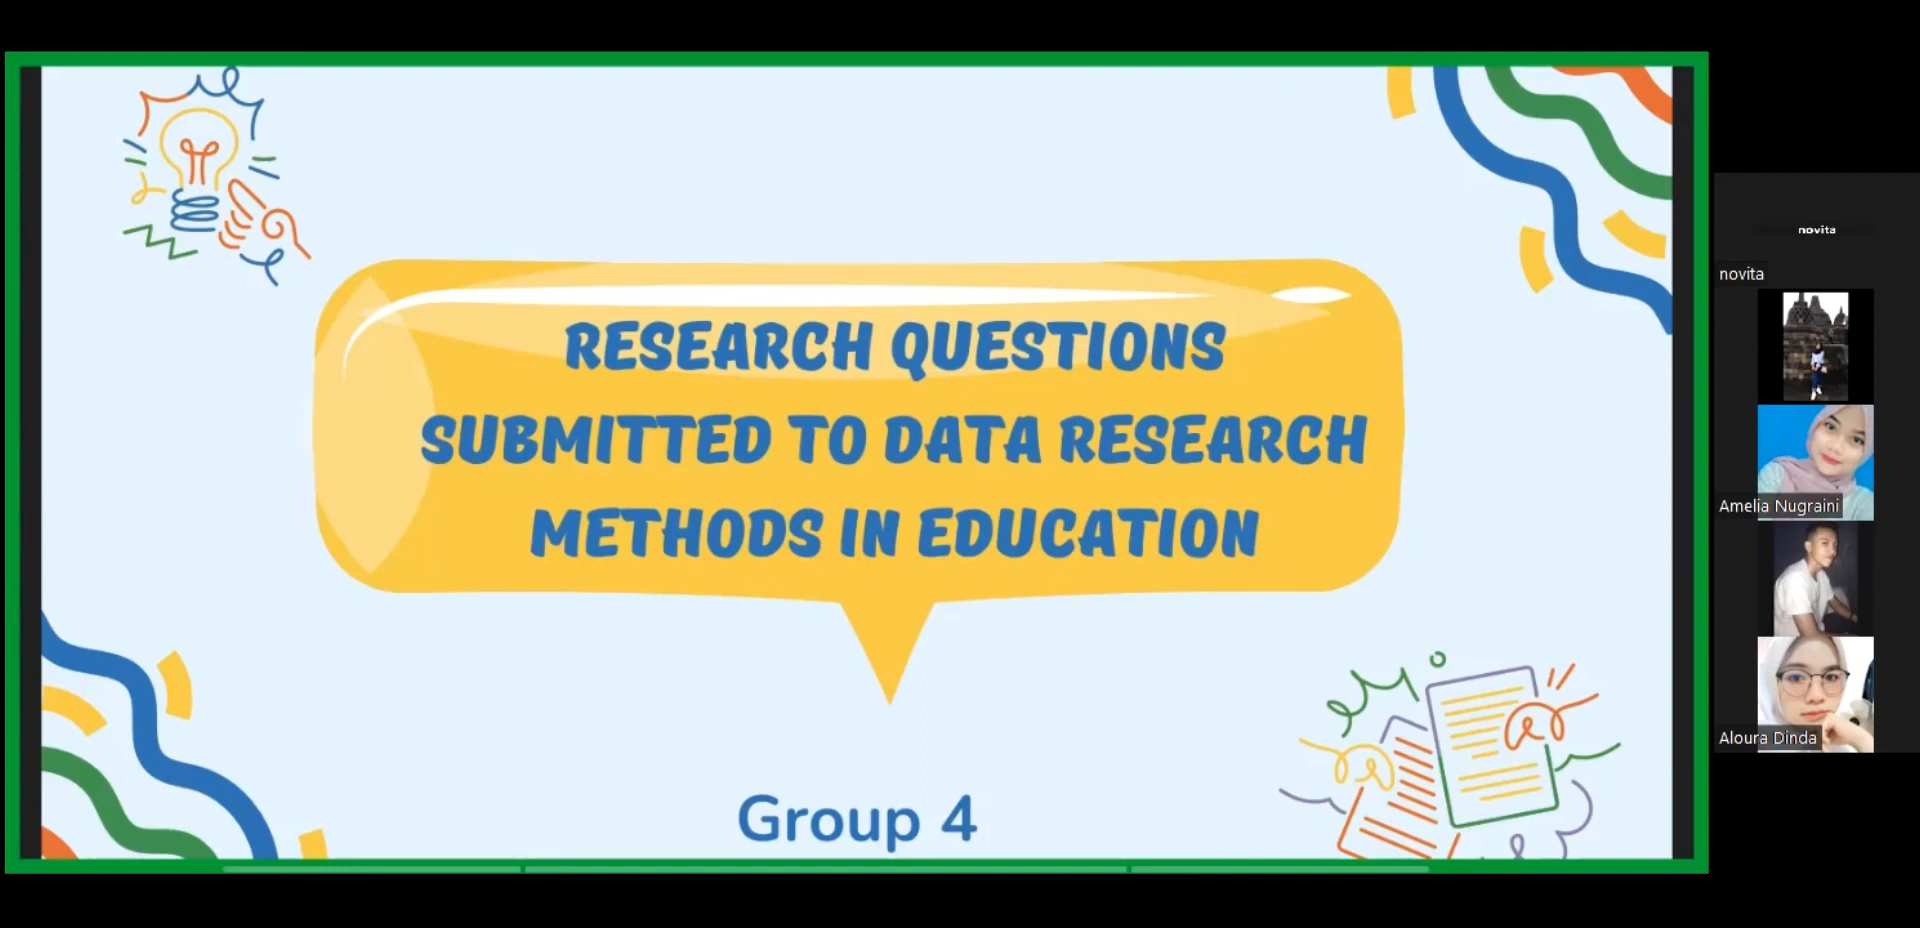 RESEARCH QUESTIONS
SUBMITTED TO DATA RESEARCH
METHODS IN EDUCATION
Group 4
novita
novita
Amelia Nugraini
Aloura Dinda